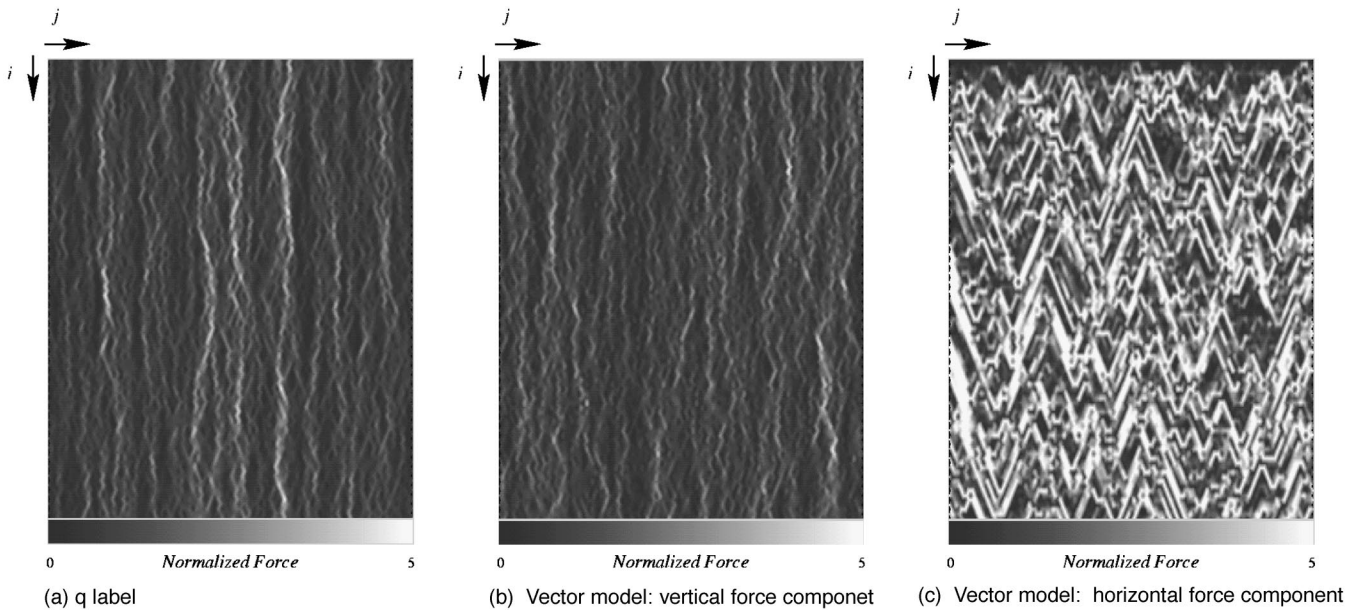 j
i
0 5
Normalized Force
(a) q label
j
i
0 5
Normalized Force
(b) Vector model: vertical force componet
j
i
0 5
Normalized Force
(c) Vector model: horizontal force component